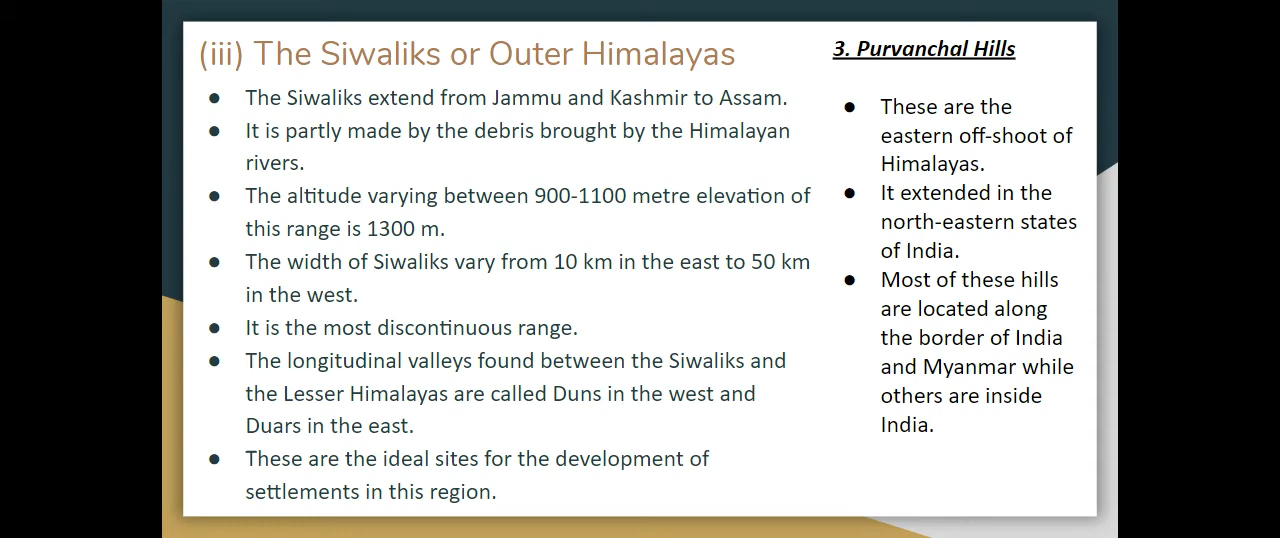 (iii) The Siwaliks or Outer Himalayas
● The Siwaliks extend from Jammu and Kashmir to Assam.
● It is partly made by the debris brought by the Himalayan
rivers.
● The altitude varying between 900-1100 metre elevation of
this range is 1300 m.
● The width of Siwaliks vary from 10 km in the east to 50 km
in the west.
● It is the most discontinuous range.
● The longitudinal valleys found between the Siwaliks and
the Lesser Himalayas are called Duns in the west and
Duars in the east.
● These are the ideal sites for the development of
settlements in this region.
3. Purvanchal Hills
● These are the
eastern off-shoot of
Himalayas.
● It extended in the
north-eastern states
of India.
● Most of these hills
are located along
the border of India
and Myanmar while
others are inside
India.